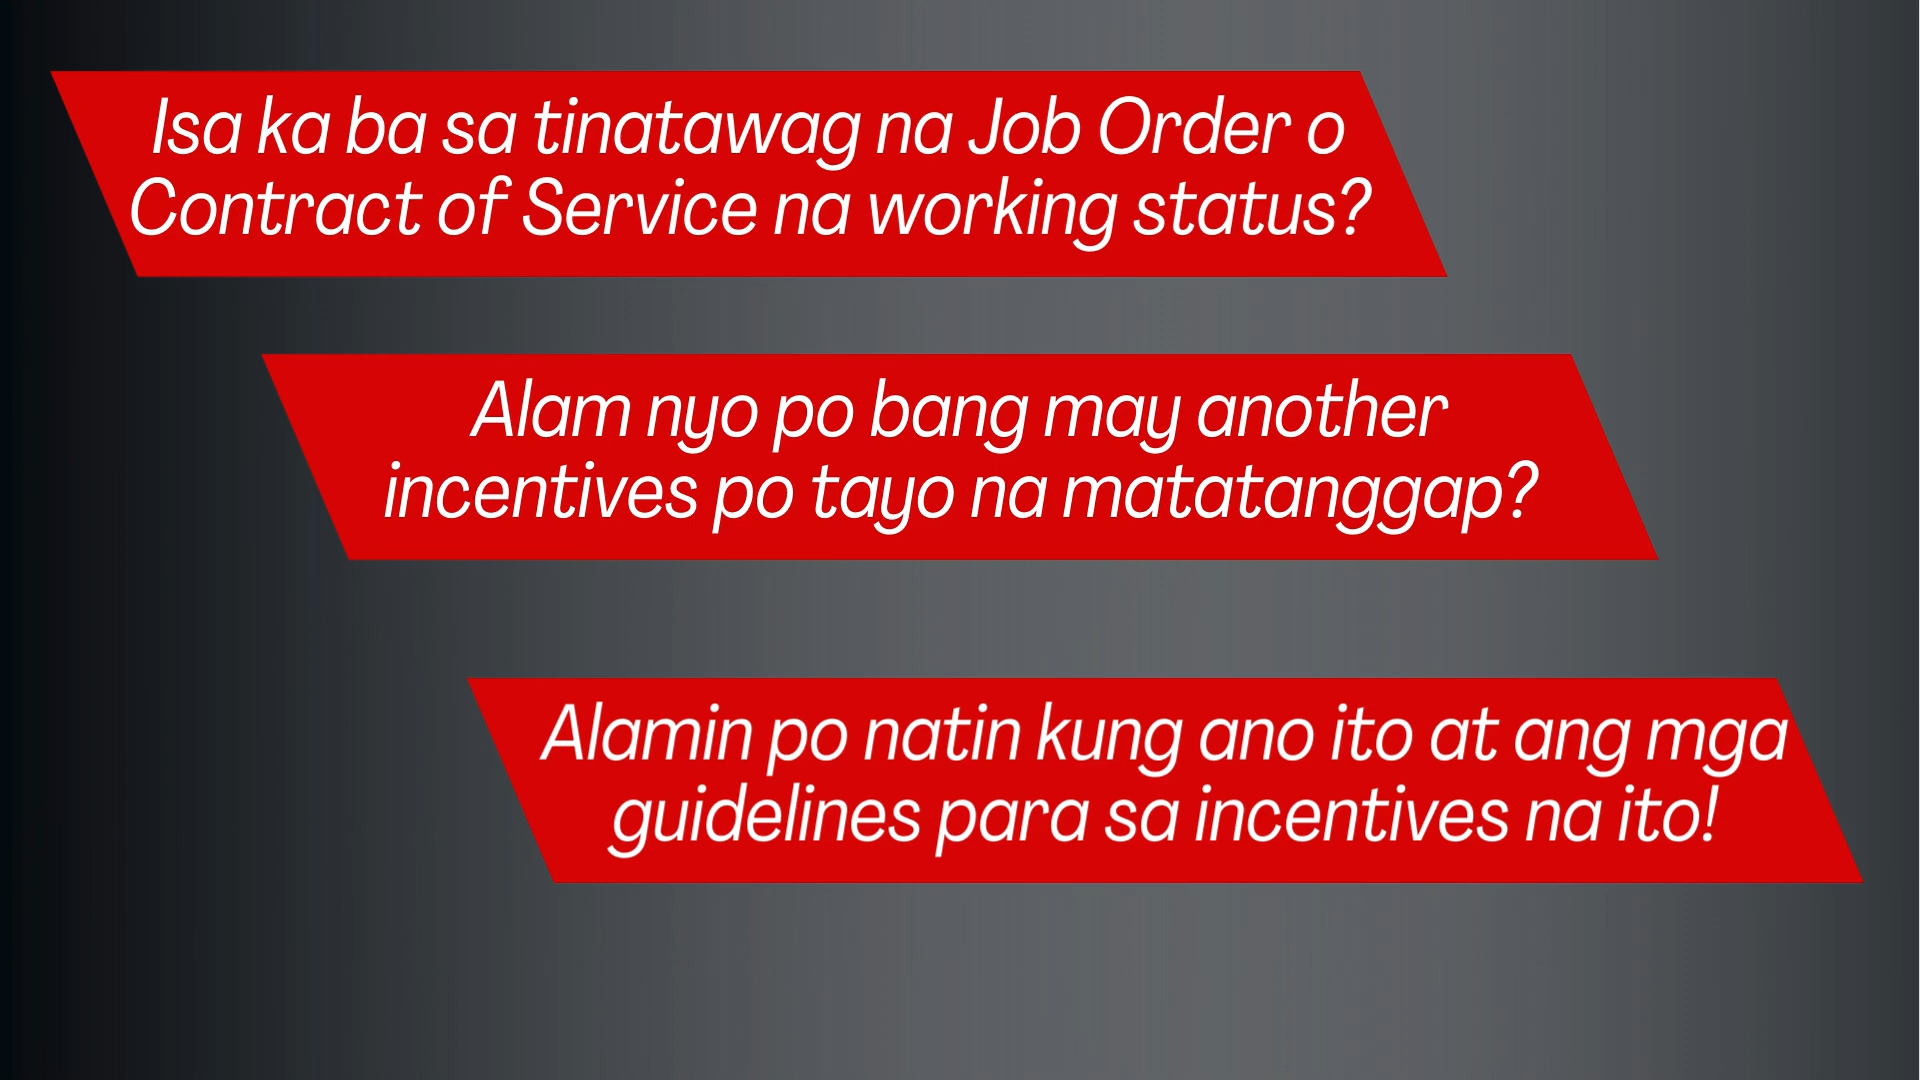 Isa ka ba sa tinatawag na Job Order o
Contract of Service na working status?
Alam nyo po bang may another
incentives po tayo na matatanggap?
Alamin po natin kung ano ito at ang mga
guidelines para sa incentives na ito!